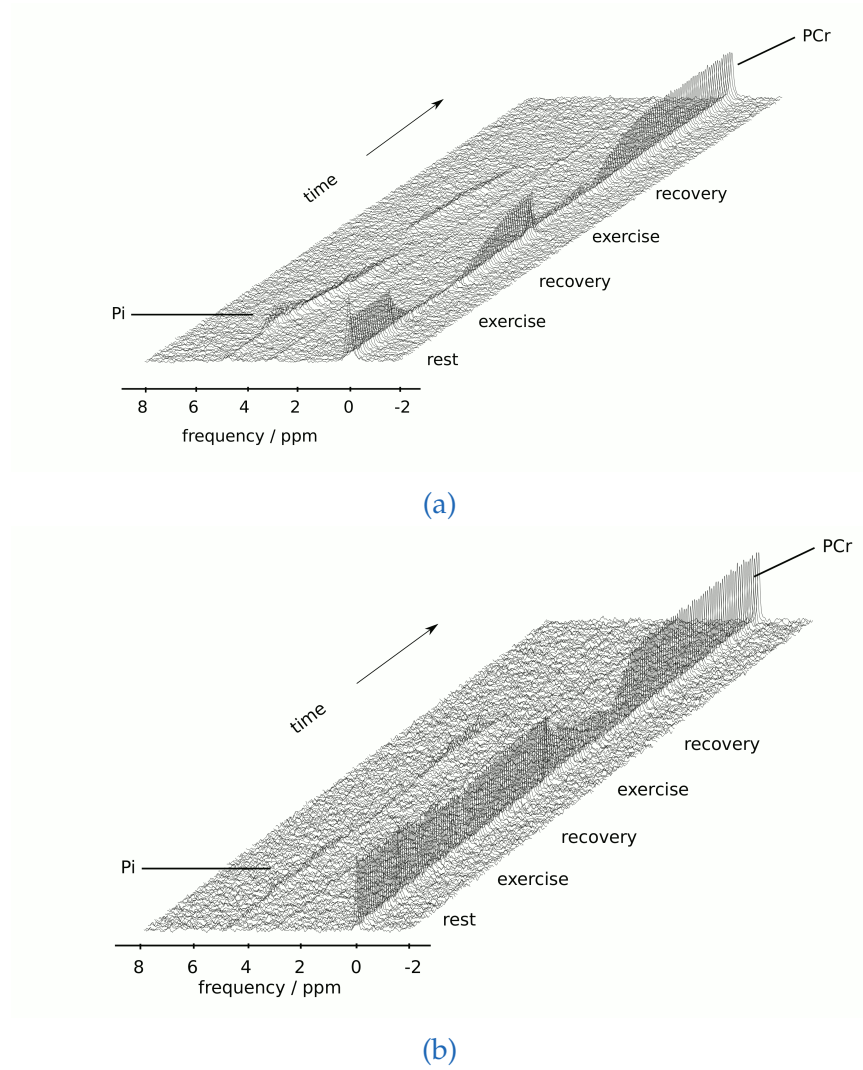 PCr
time
recovery
exercise
recovery
Pi
exercise
rest
8 6 4 2 0 -2
frequency / ppm
(a)
PCr
time
recovery
exercise
recovery
Pi
exercise
rest
8 6 4 2 0 -2
frequency / ppm
(b)